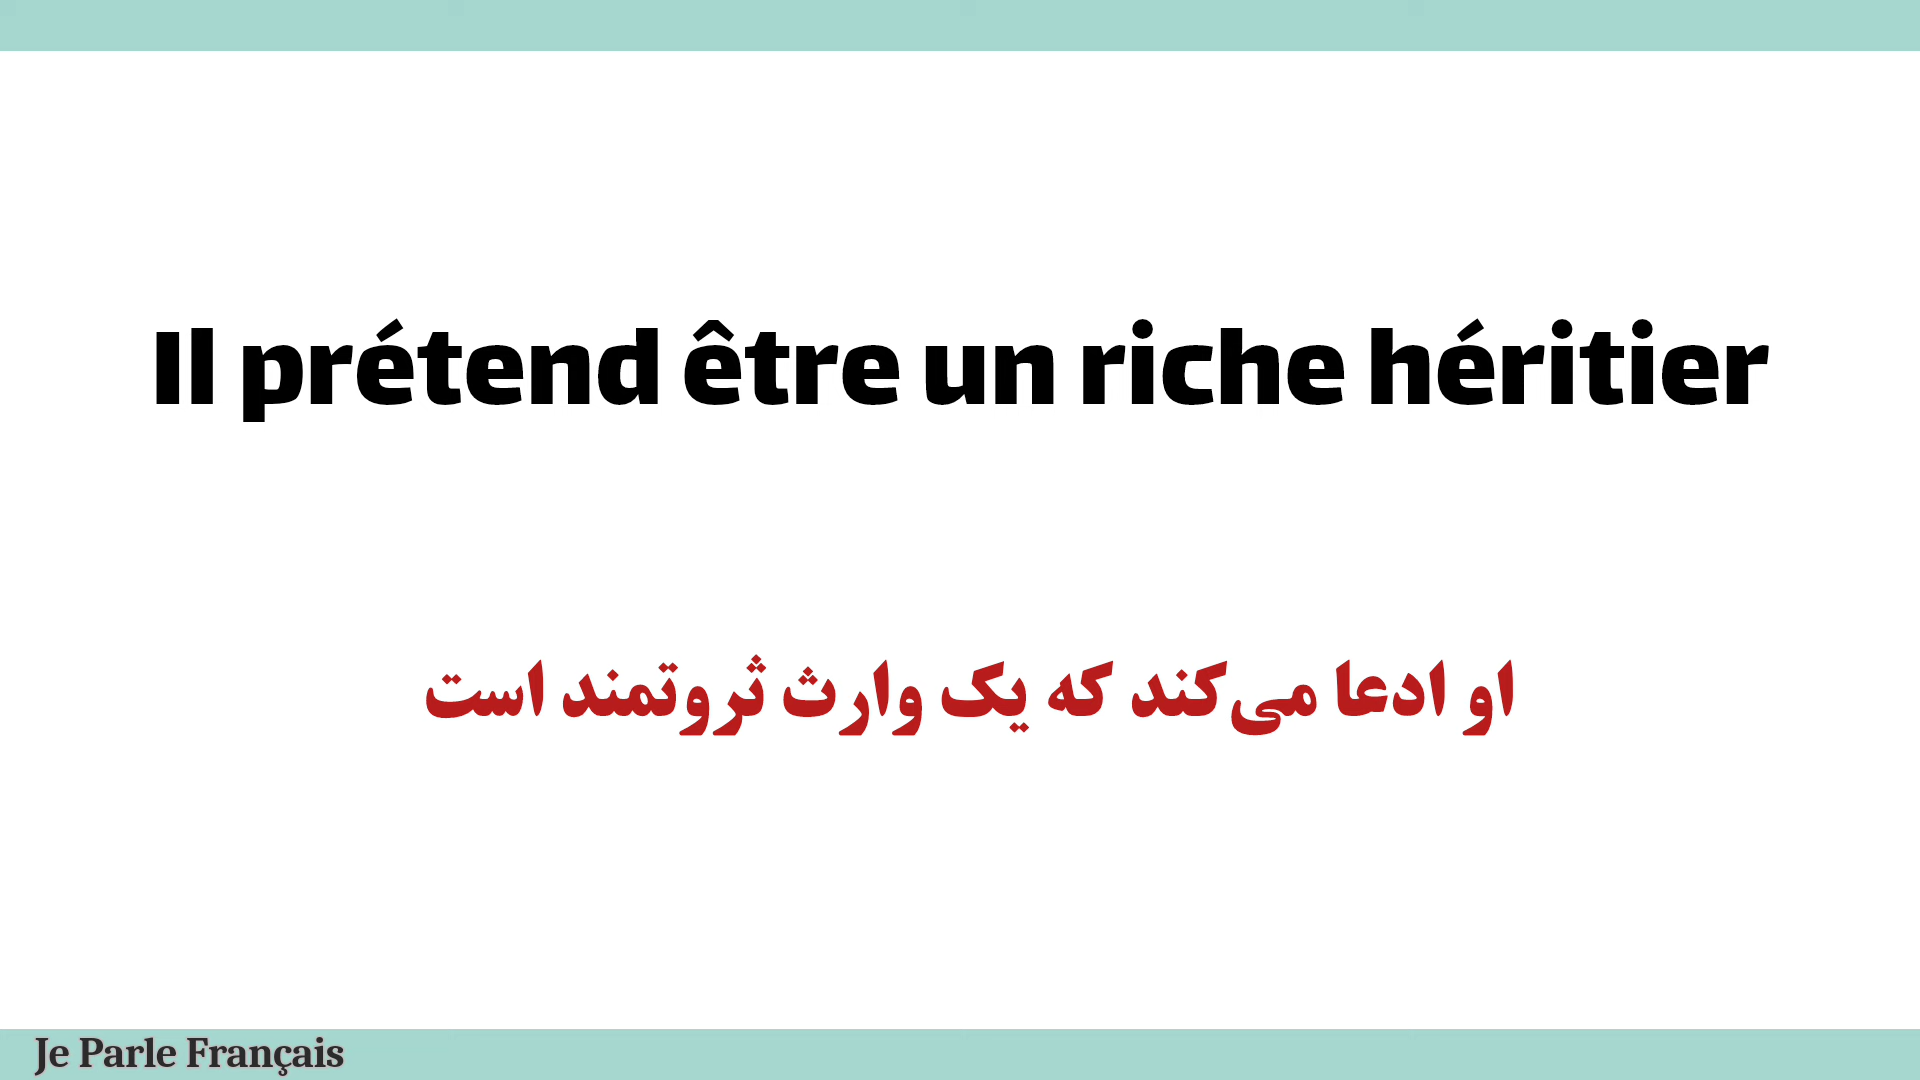 Il prétend être un riche héritier
او ادعا می‌کند که یک وارث ثروتمند است
Je Parle Français